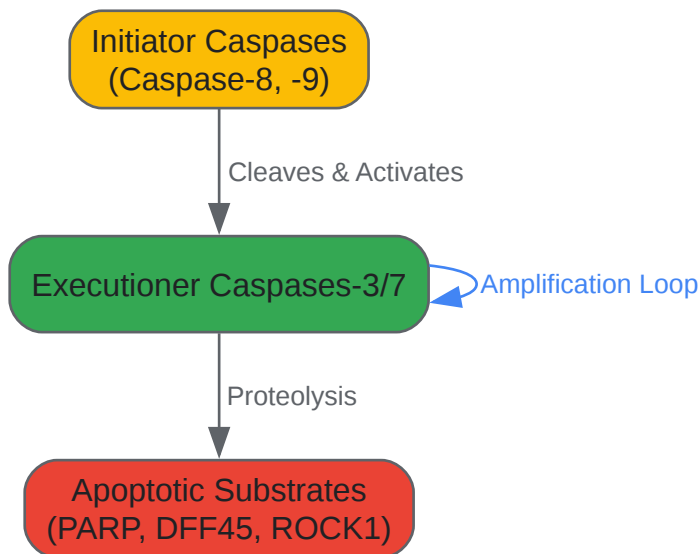 Initiator Caspases
(Caspase-8, -9)
Cleaves & Activates
Executioner Caspases-3/7
Amplification Loop
Proteolysis
Apoptotic Substrates
(PARP, DFF45, ROCK1)